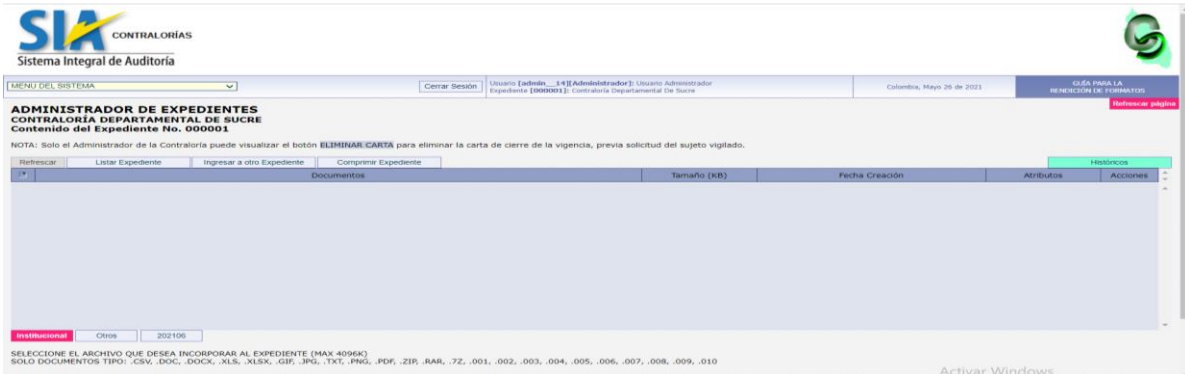 SIA CONTRALORÍAS
Sistema Integral de Auditoría
MENU DEL SISTEMA
Cerrar Sesión
Usuario [admin__14][Administrador]: Usuario Administrador
Expediente [000001]: Contraloría Departamental De Sucre
Colombia, Mayo 26 de 2021
GUÍA PARA LA
RENDICIÓN DE FORMATOS
Refrescar página
ADMINISTRADOR DE EXPEDIENTES
CONTRALORÍA DEPARTAMENTAL DE SUCRE
Contenido del Expediente No. 000001
NOTA: Solo el Administrador de la Contraloría puede visualizar el botón ELIMINAR CARTA para eliminar la carta de cierre de la vigencia, previa solicitud del sujeto vigilado.
Refrescar Listar Expediente Ingresar a otro Expediente Comprimir Expediente Históricos
Documentos Tamaño (KB) Fecha Creación Atributos Acciones
Institucional Otros 202106
SELECCIONE EL ARCHIVO QUE DESEA INCORPORAR AL EXPEDIENTE (MAX 4096K)
SOLO DOCUMENTOS TIPO: .CSV, .DOC, .DOCX, .XLS, .XLSX, .GIF, .JPG, .TXT, .PNG, .PDF, .ZIP, .RAR, .7Z, .001, .002, .003, .004, .005, .006, .007, .008, .009, .010
Activar Windows